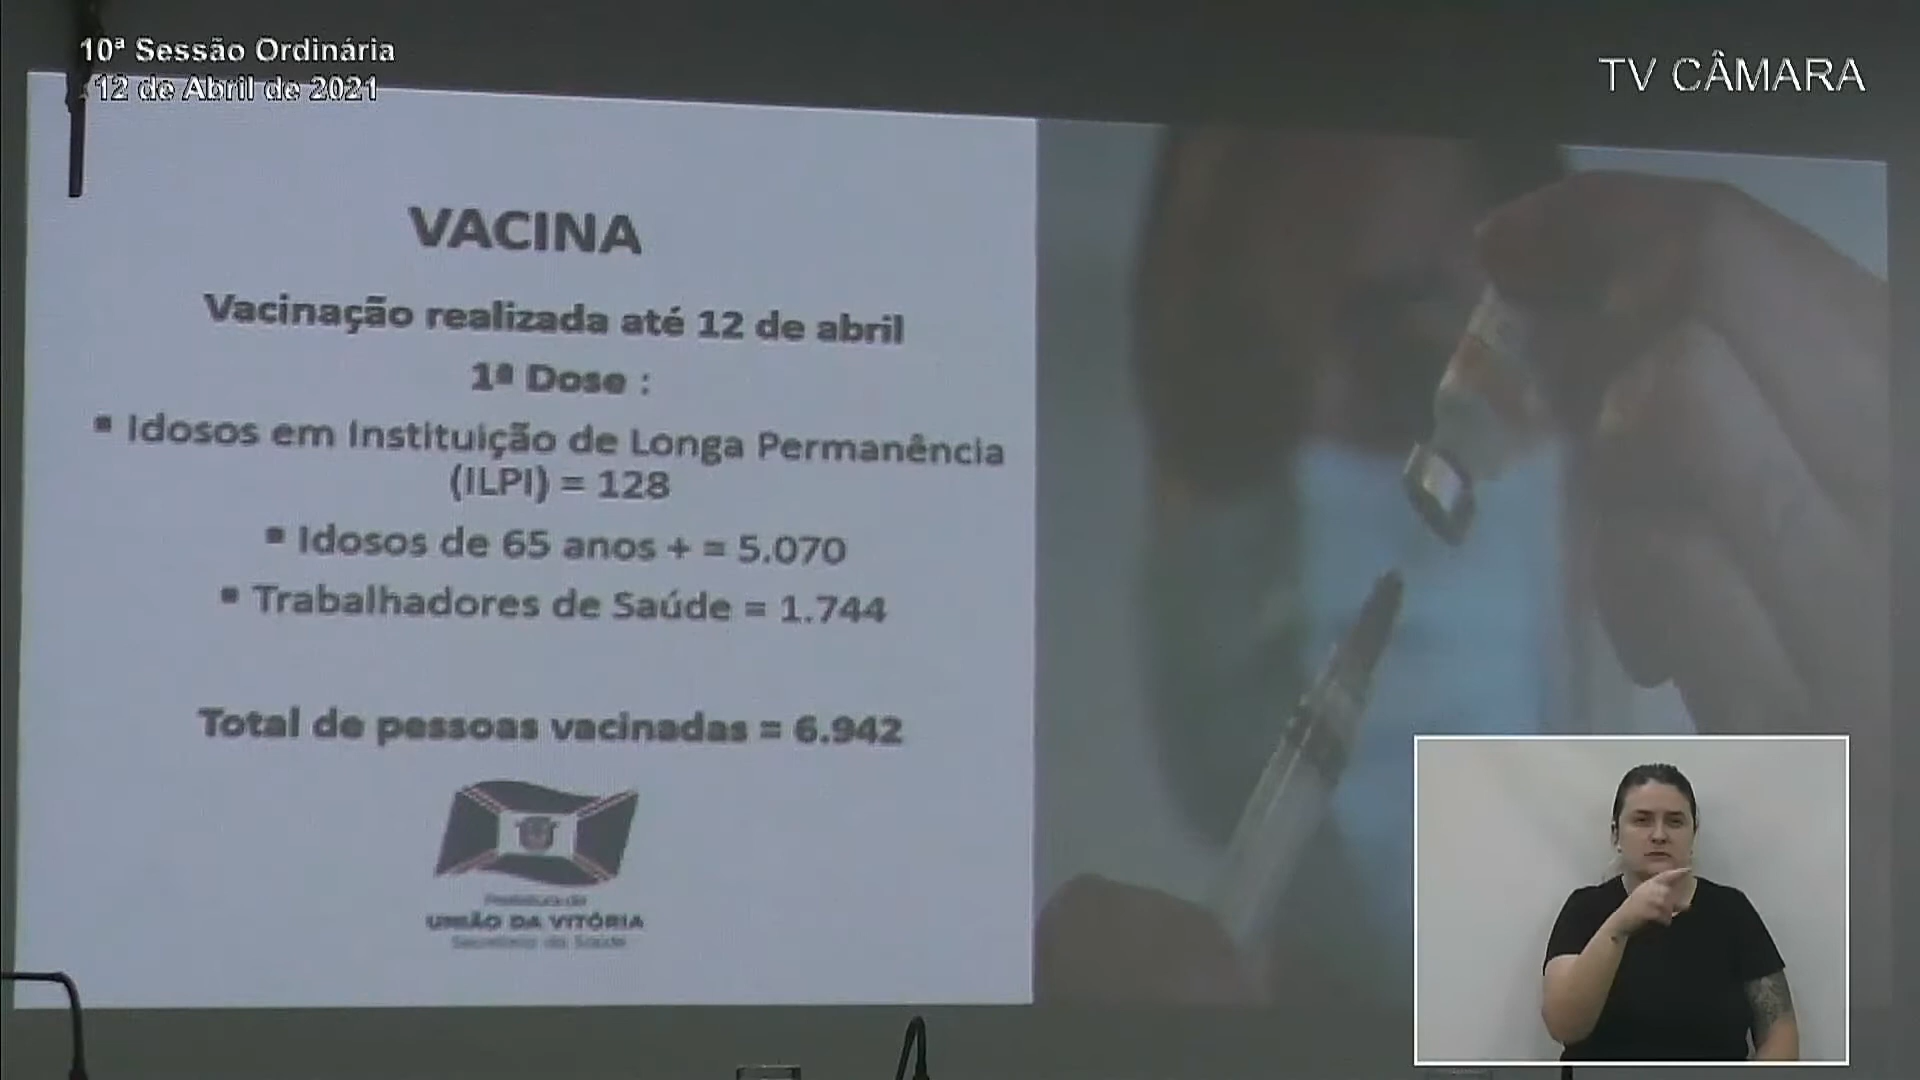 10ª Sessão Ordinária
12 de Abril de 2021
TV CÂMARA
VACINA
Vacinação realizada até 12 de abril
1ª Dose :
▪ Idosos em Instituição de Longa Permanência
(ILPI) = 128
▪ Idosos de 65 anos + = 5.070
▪ Trabalhadores de Saúde = 1.744
Total de pessoas vacinadas = 6.942
Prefeitura de
UNIÃO DA VITÓRIA